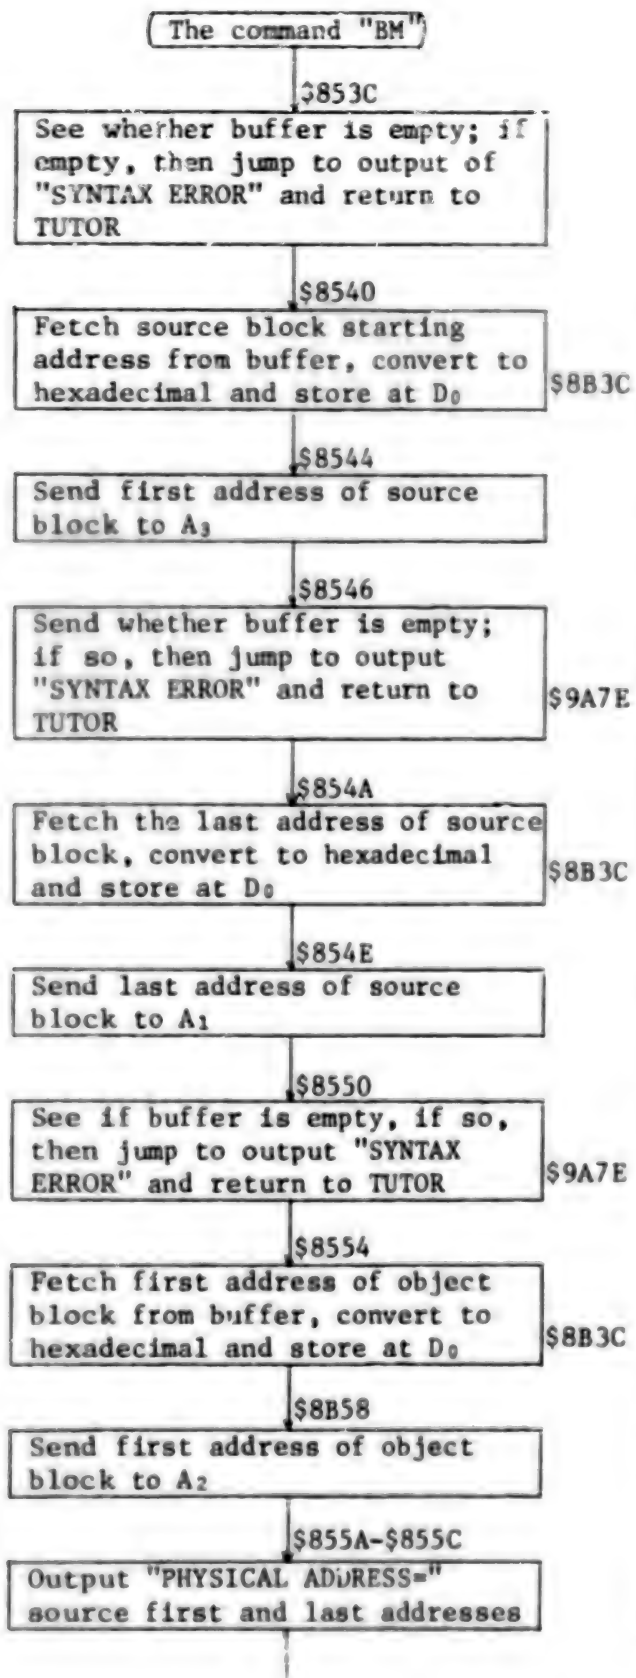 The command "BM"
$853C
See whether buffer is empty; if
empty, then jump to output of
"SYNTAX ERROR" and return to
TUTOR
$8540
Fetch source block starting
address from buffer, convert to
hexadecimal and store at D₀
$8B3C
$8544
Send first address of source
block to A₃
$8546
Send whether buffer is empty;
if so, then jump to output
"SYNTAX ERROR" and return to
TUTOR
$9A7E
$854A
Fetch the last address of source
block, convert to hexadecimal
and store at D₀
$8B3C
$854E
Send last address of source
block to A₁
$8550
See if buffer is empty, if so,
then jump to output "SYNTAX
ERROR" and return to TUTOR
$9A7E
$8554
Fetch first address of object
block from buffer, convert to
hexadecimal and store at D₀
$8B3C
$8B58
Send first address of object
block to A₂
$855A-$855C
Output "PHYSICAL ADDRESS="
source first and last addresses